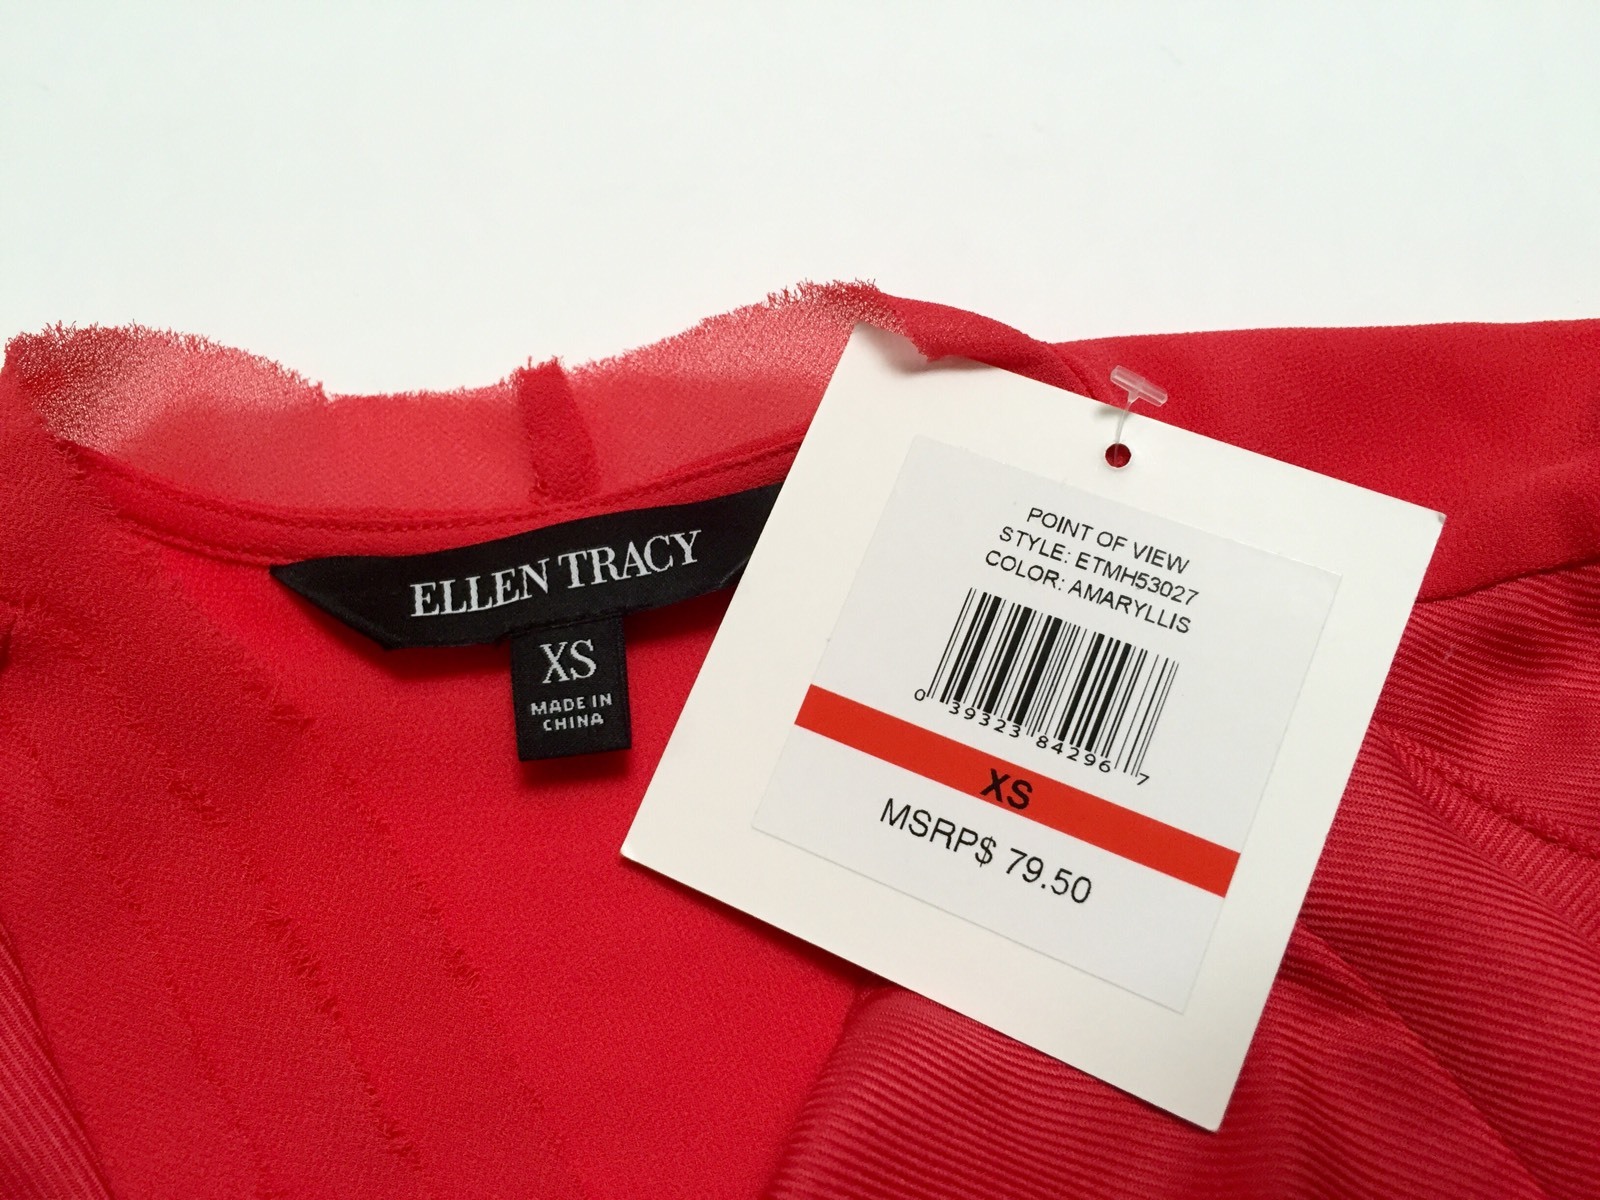 ELLEN TRACY
XS
MADE IN
CHINA
POINT OF VIEW
STYLE: ETMH53027
COLOR: AMARYLLIS
0 39323 84296 7
XS
MSRP$ 79.50